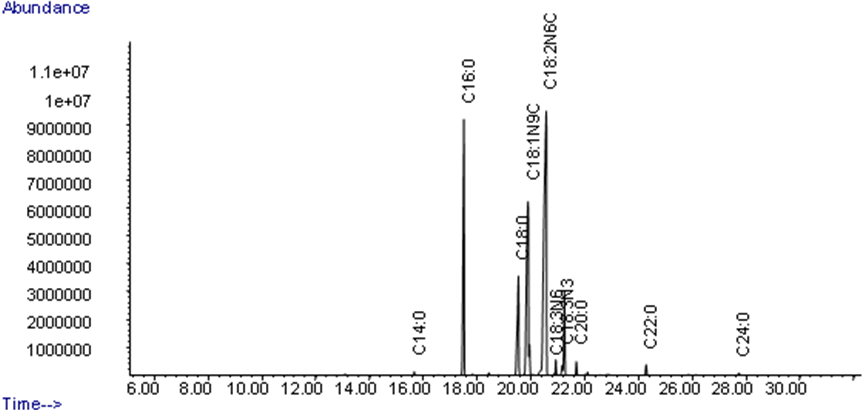 Abundance
1.1e+07
1e+07
9000000
8000000
7000000
6000000
5000000
4000000
3000000
2000000
1000000
C14:0
C16:0
C18:0
C18:1N9C
C18:2N6C
C18:3N6
C18:3N3
C20:0
C22:0
C24:0
6.00 8.00 10.00 12.00 14.00 16.00 18.00 20.00 22.00 24.00 26.00 28.00 30.00
Time-->